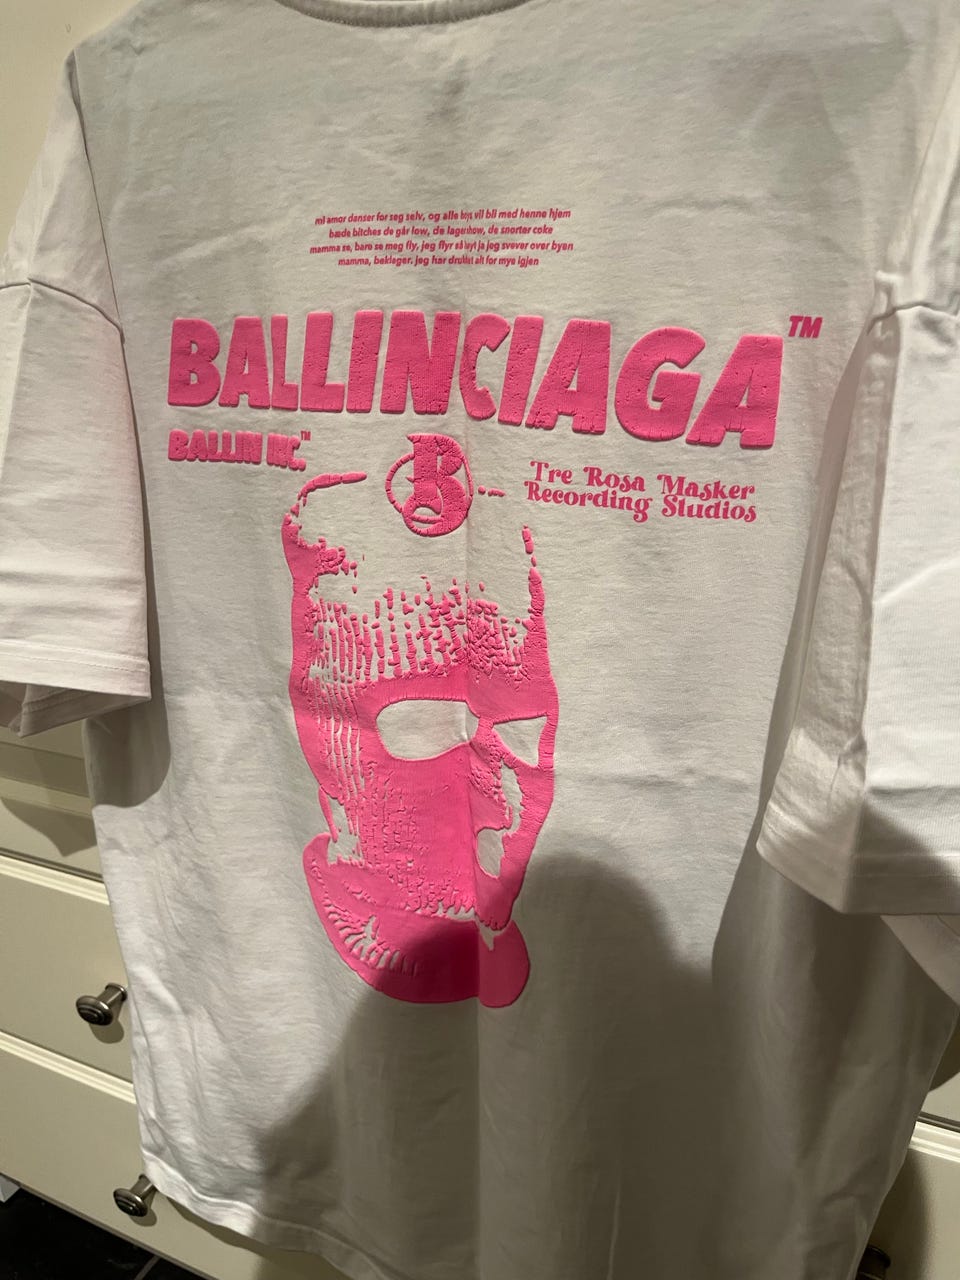 mi amor danser for seg selv, og alle boys vil bli med henne hjem
bæde bitches de går low, de lagershow, de snorter coke
mamma se, bare se meg fly, jeg flyr så høyt ja jeg svever over byen
mamma, beklager. jeg har drukket alt for mye igjen
BALLINCIAGA™
BALLIN INC.™
B
Tre Rosa Masker
Recording Studios